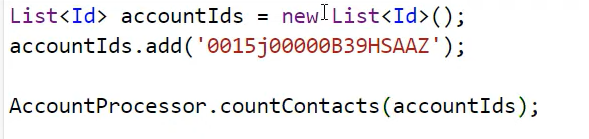 List<Id> accountIds = new List<Id>();
accountIds.add('0015j00000B39HSAAZ');
AccountProcessor.countContacts(accountIds);